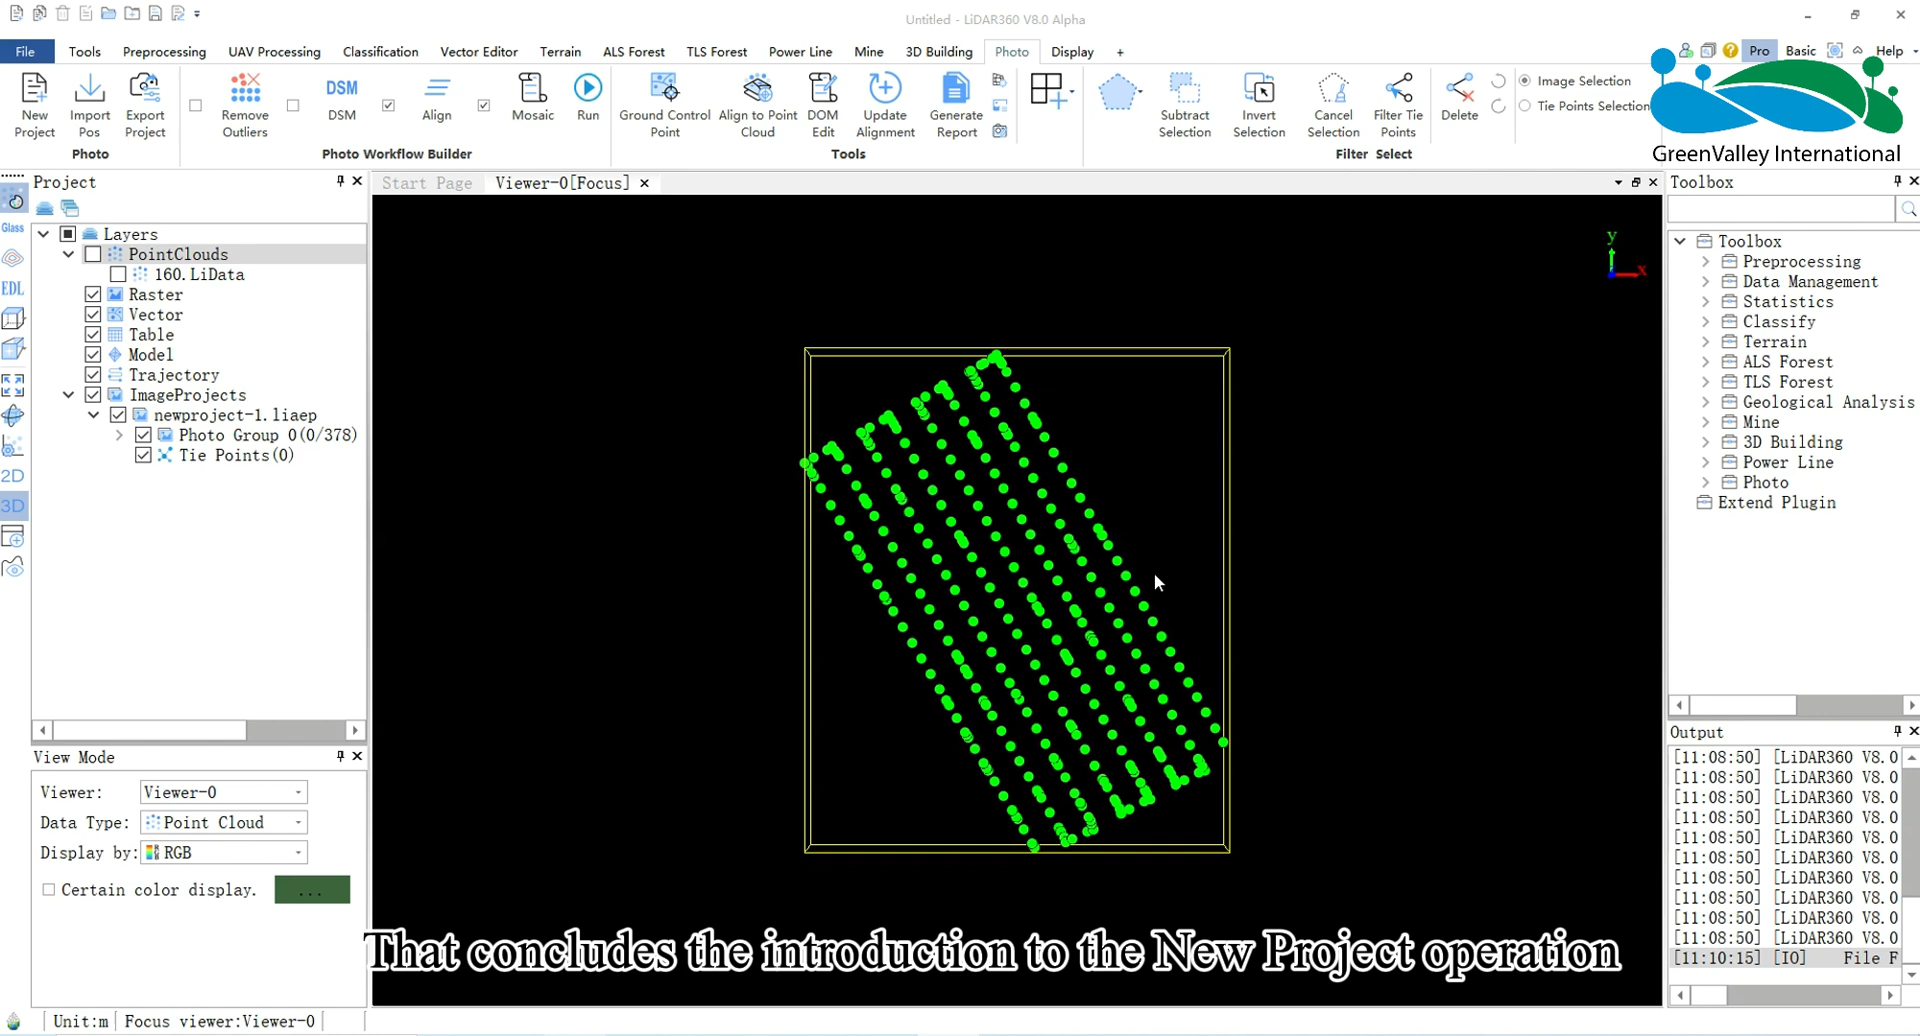 Untitled - LiDAR360 V8.0 Alpha
File Tools Preprocessing UAV Processing Classification Vector Editor Terrain ALS Forest TLS Forest Power Line Mine 3D Building Photo Display + Pro Basic Help
New Project
Import Pos
Export Project
Photo
Remove Outliers
DSM
DSM
Align
Mosaic
Run
Photo Workflow Builder
Ground Control Point
Align to Point Cloud
DOM Edit
Update Alignment
Generate Report
Tools
Subtract Selection
Invert Selection
Cancel Selection
Filter Tie Points
Delete
Image Selection
Tie Points Selection
Filter Select
GreenValley International
Project
Start Page Viewer-0[Focus]
Toolbox
Glass
EDL
2D
3D
Layers
PointClouds
160.LiData
Raster
Vector
Table
Model
Trajectory
ImageProjects
newproject-1.liaep
Photo Group 0(0/378)
Tie Points(0)
y
x
Toolbox
Preprocessing
Data Management
Statistics
Classify
Terrain
ALS Forest
TLS Forest
Geological Analysis
Mine
3D Building
Power Line
Photo
Extend Plugin
View Mode
Viewer: Viewer-0
Data Type: Point Cloud
Display by: RGB
Certain color display. ...
Output
[11:08:50] [LiDAR360 V8.0
[11:08:50] [LiDAR360 V8.0
[11:08:50] [LiDAR360 V8.0
[11:08:50] [LiDAR360 V8.0
[11:08:50] [LiDAR360 V8.0
[11:08:50] [LiDAR360 V8.0
[11:08:50] [LiDAR360 V8.0
[11:08:50] [LiDAR360 V8.0
[11:08:50] [LiDAR360 V8.0
[11:08:50] [LiDAR360 V8.0
[11:10:15] [IO] File F
That concludes the introduction to the New Project operation
Unit:m Focus viewer:Viewer-0